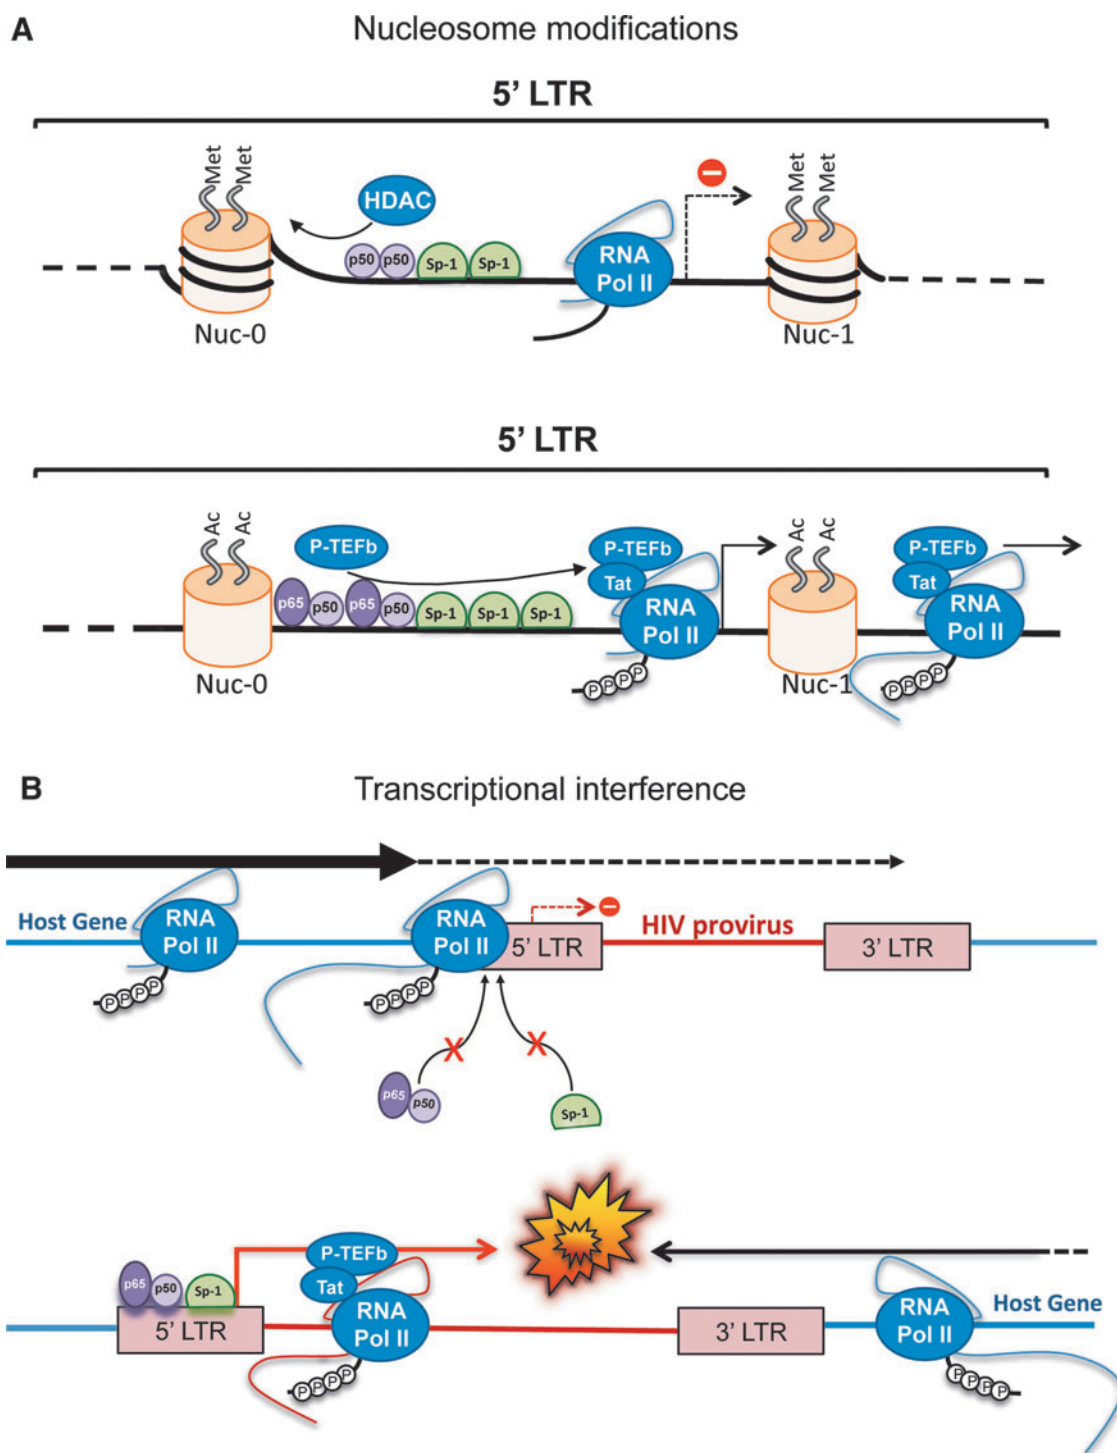 A
Nucleosome modifications
5' LTR
Met Met
HDAC
Met Met
p50 p50 Sp-1 Sp-1
RNA
Pol II
Nuc-0
Nuc-1
5' LTR
Ac Ac
P-TEFb
P-TEFb
Ac Ac
P-TEFb
Tat
Tat
p65 p50 p65 p50 Sp-1 Sp-1 Sp-1
RNA
Pol II
RNA
Pol II
Nuc-0
P P P P
Nuc-1
P P P P
B
Transcriptional interference
Host Gene
RNA
Pol II
RNA
Pol II
5' LTR
HIV provirus
3' LTR
P P P P
P P P P
X
X
p65 p50
Sp-1
P-TEFb
p65 p50 Sp-1
Tat
5' LTR
RNA
Pol II
3' LTR
RNA
Pol II
Host Gene
P P P P
P P P P